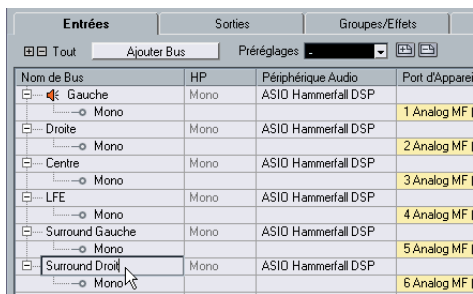 Entrées Sorties Groupes/Effets
Tout Ajouter Bus Préréglages -
Nom de Bus HP Périphérique Audio Port d'Apparei
Gauche Mono ASIO Hammerfall DSP
Mono 1 Analog MF (
Droite Mono ASIO Hammerfall DSP
Mono 2 Analog MF (
Centre Mono ASIO Hammerfall DSP
Mono 3 Analog MF (
LFE Mono ASIO Hammerfall DSP
Mono 4 Analog MF (
Surround Gauche Mono ASIO Hammerfall DSP
Mono 5 Analog MF (
Surround Droit Mono ASIO Hammerfall DSP
Mono 6 Analog MF (